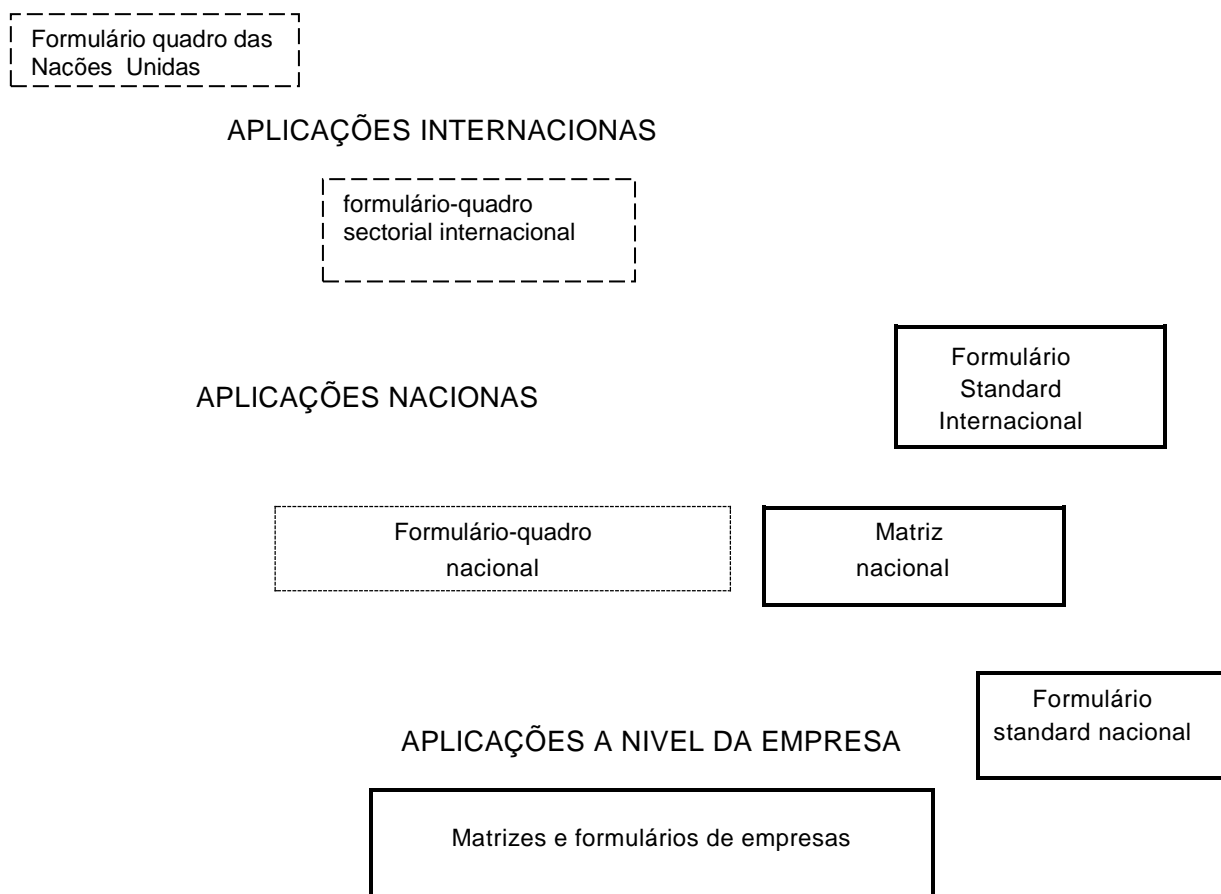 Formulário quadro das
Nacões Unidas
APLICAÇÕES INTERNACIONAS
formulário-quadro
sectorial internacional
Formulário
Standard
Internacional
APLICAÇÕES NACIONAS
Formulário-quadro
nacional
Matriz
nacional
Formulário
standard nacional
APLICAÇÕES A NIVEL DA EMPRESA
Matrizes e formulários de empresas